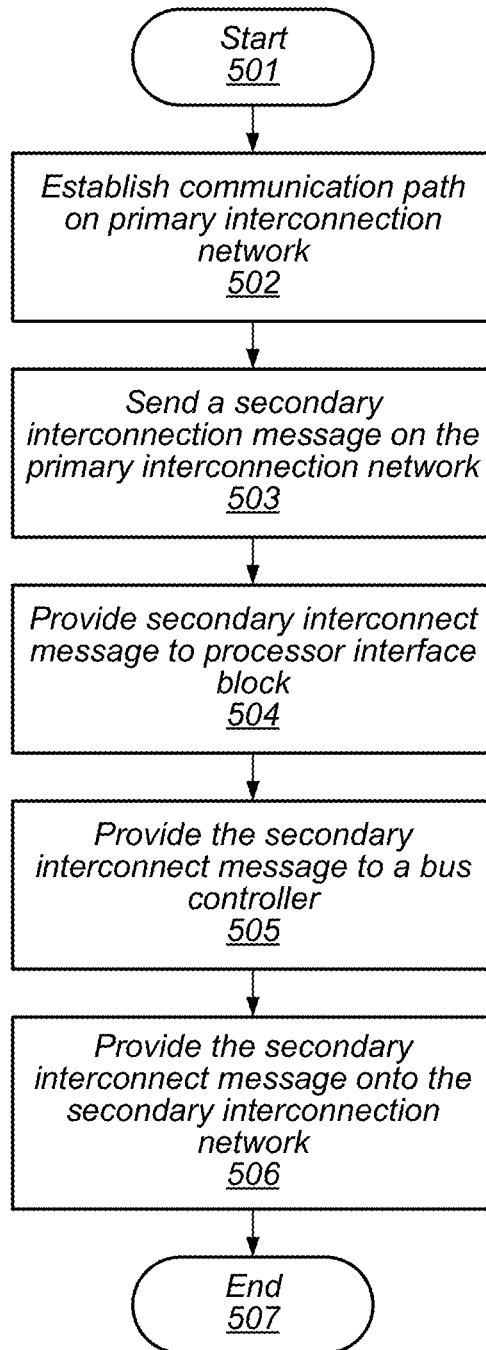 Start
501
Establish communication path
on primary interconnection
network
502
Send a secondary
interconnection message on the
primary interconnection network
503
Provide secondary interconnect
message to processor interface
block
504
Provide the secondary
interconnect message to a bus
controller
505
Provide the secondary
interconnect message onto the
secondary interconnection
network
506
End
507